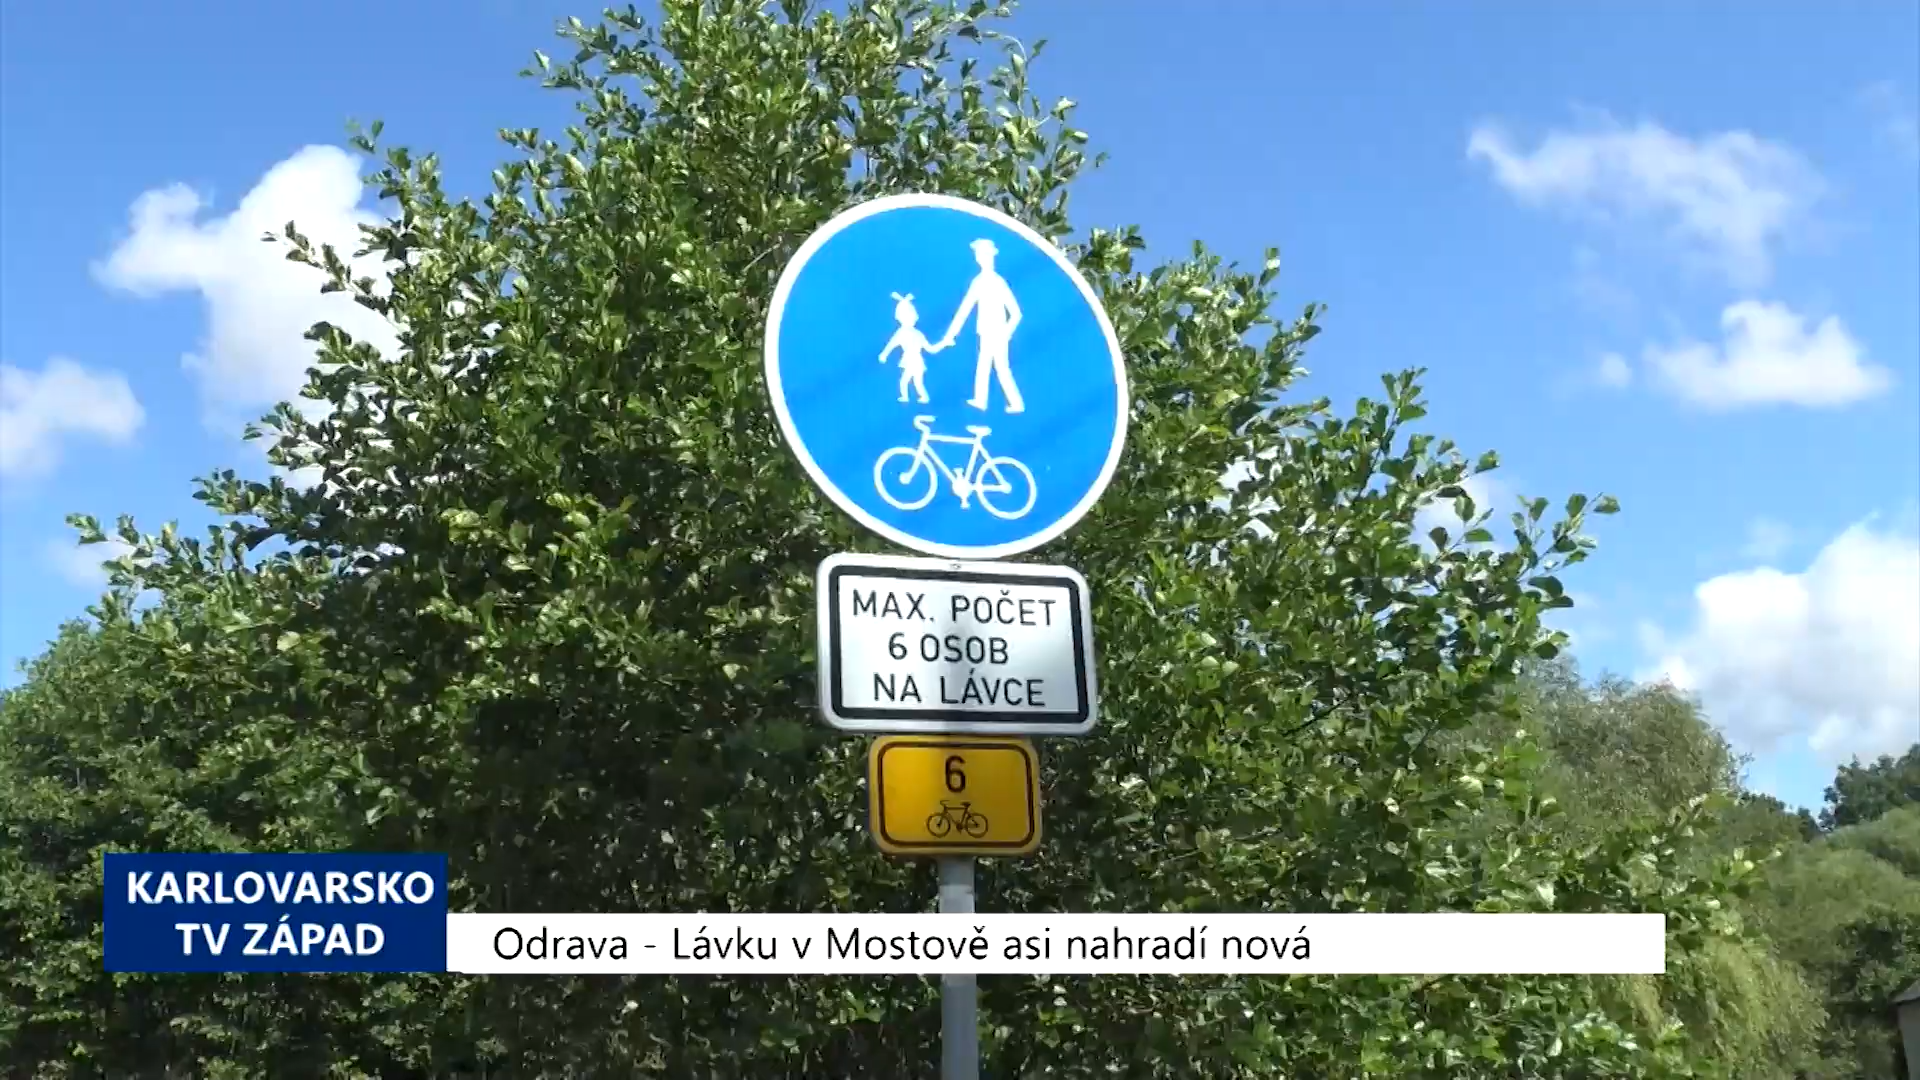 MAX. POČET
6 OSOB
NA LÁVCE
6
KARLOVARSKO
TV ZÁPAD
Odrava - Lávku v Mostově asi nahradí nová